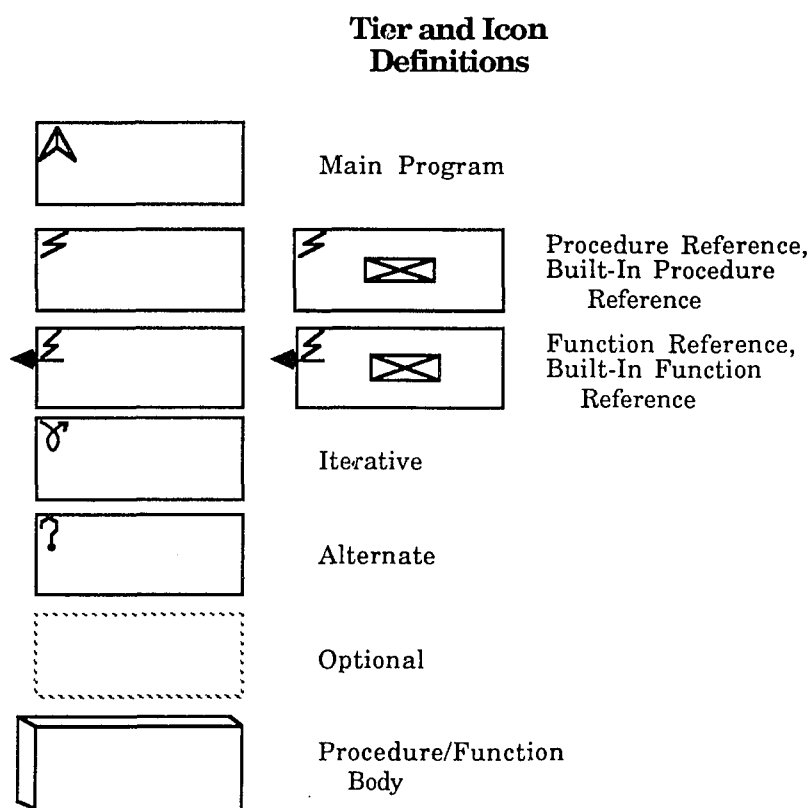 Tier and Icon
Definitions
Main Program
Procedure Reference,
Built-In Procedure
Reference
Function Reference,
Built-In Function
Reference
Iterative
Alternate
Optional
Procedure/Function
Body